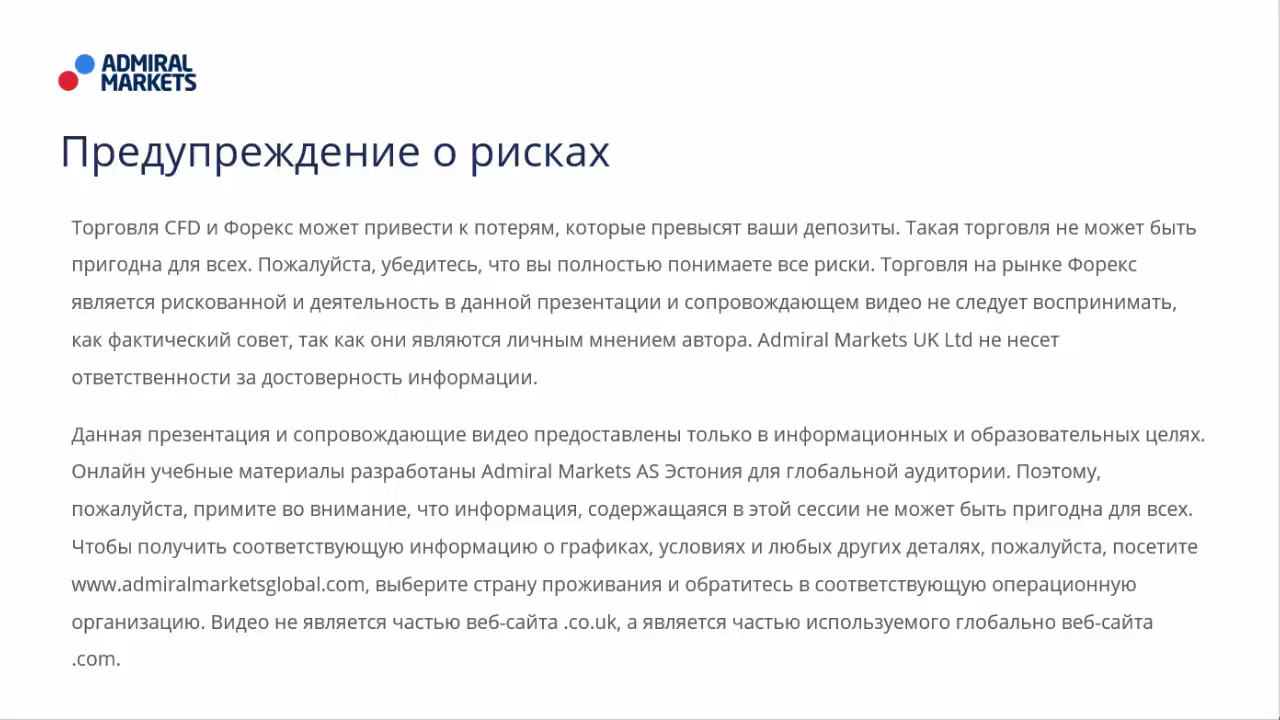 ADMIRAL
MARKETS
Предупреждение о рисках
Торговля CFD и Форекс может привести к потерям, которые превысят ваши депозиты. Такая торговля не может быть
пригодна для всех. Пожалуйста, убедитесь, что вы полностью понимаете все риски. Торговля на рынке Форекс
является рискованной и деятельность в данной презентации и сопровождающем видео не следует воспринимать,
как фактический совет, так как они являются личным мнением автора. Admiral Markets UK Ltd не несет
ответственности за достоверность информации.
Данная презентация и сопровождающие видео предоставлены только в информационных и образовательных целях.
Онлайн учебные материалы разработаны Admiral Markets AS Эстония для глобальной аудитории. Поэтому,
пожалуйста, примите во внимание, что информация, содержащаяся в этой сессии не может быть пригодна для всех.
Чтобы получить соответствующую информацию о графиках, условиях и любых других деталях, пожалуйста, посетите
www.admiralmarketsglobal.com, выберите страну проживания и обратитесь в соответствующую операционную
организацию. Видео не является частью веб-сайта .co.uk, а является частью используемого глобально веб-сайта
.com.